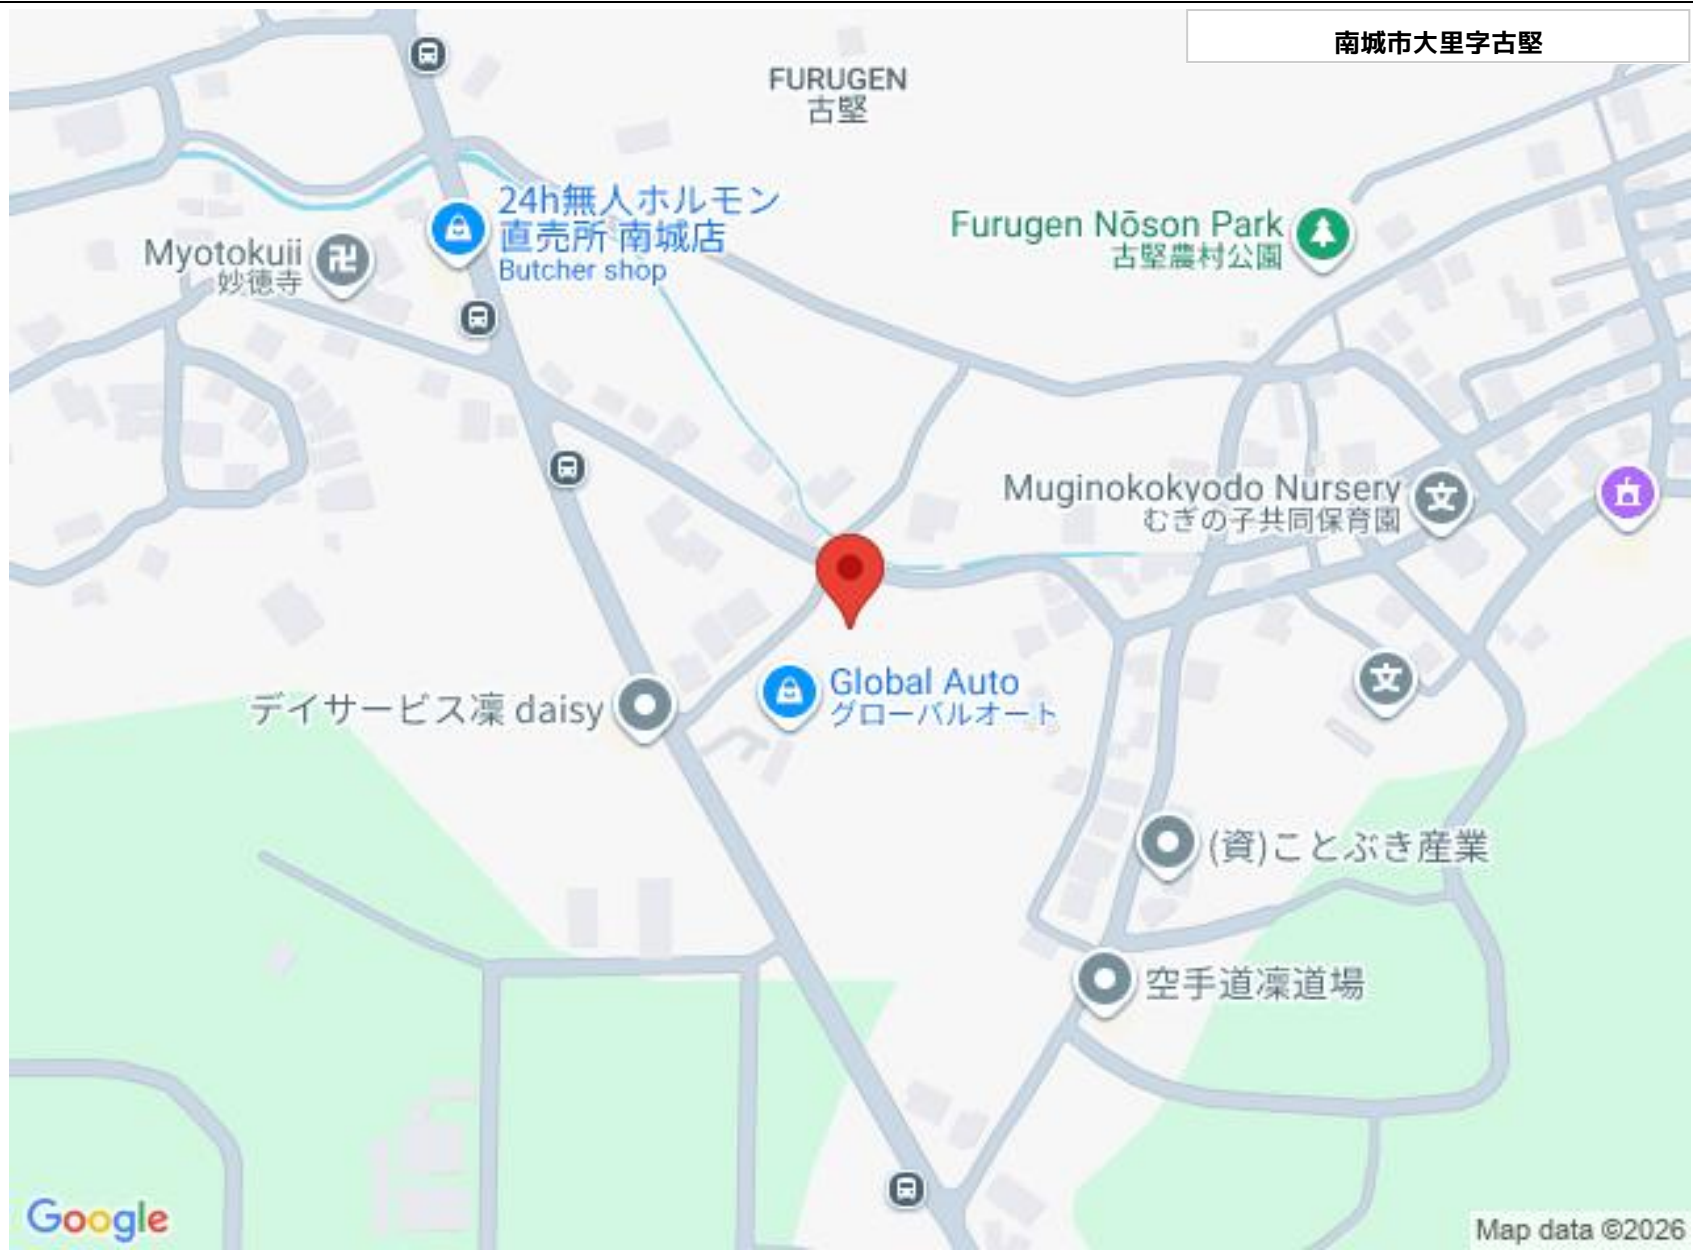 南城市大里字古堅
FURUGEN
古堅
24h無人ホルモン
直売所 南城店
Butcher shop
Furugen Nōson Park
古堅農村公園
Myotokuji
妙徳寺
卍
Muginokokyodo Nursery
むぎの子共同保育園
文
文
Global Auto
グローバルオート
デイサービス凜 daisy
(資)ことぶき産業
空手道凜道場
Google
Map data ©2026